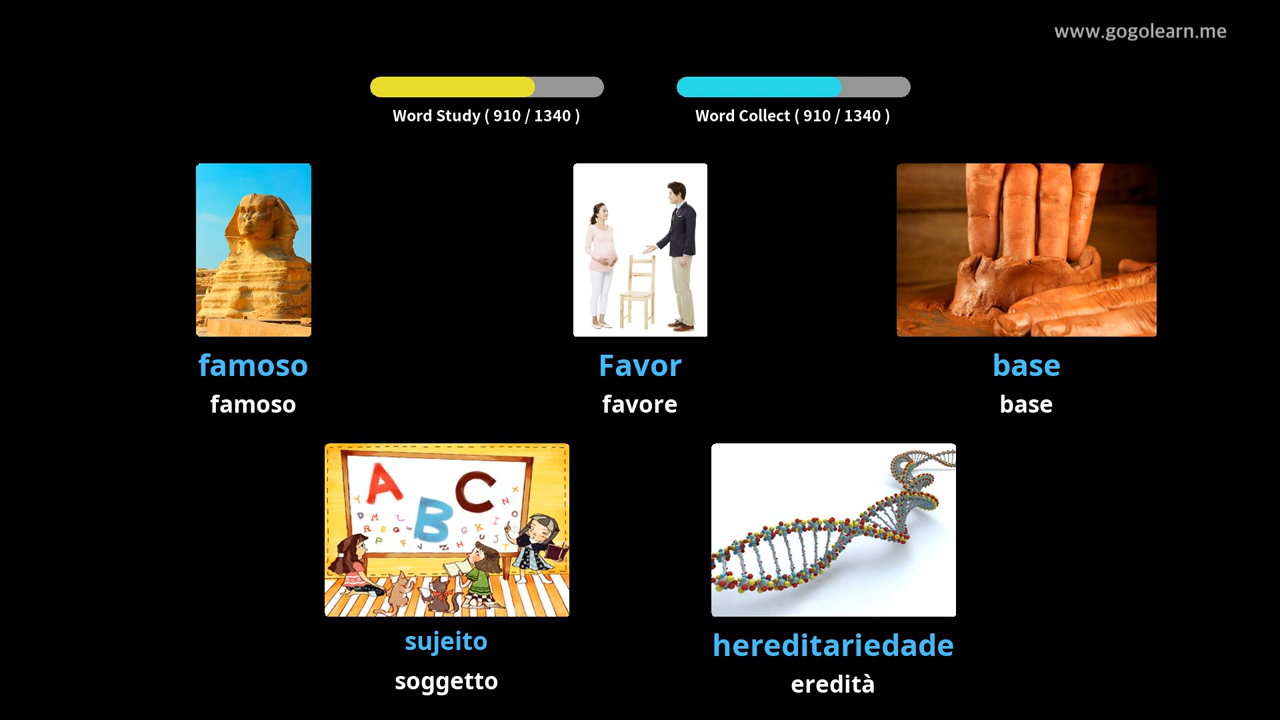 www.gogolearn.me
Word Study ( 910 / 1340 )
Word Collect ( 910 / 1340 )
famoso
famoso
Favor
favore
base
base
A B C
sujeito
soggetto
hereditariedade
eredità